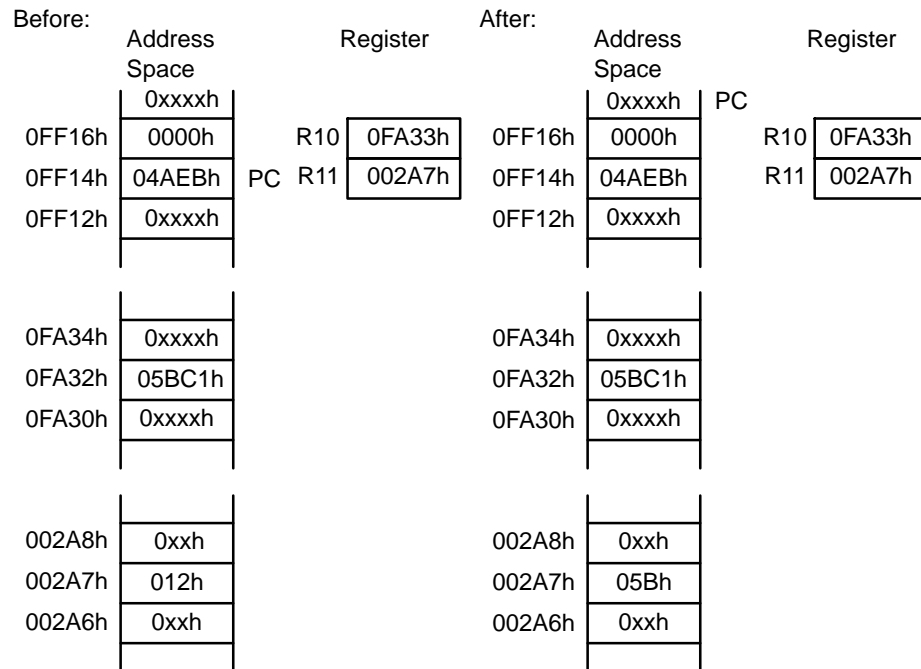 Before:
Address Space
Register
0xxxxh
0FF16h 0000h R10 0FA33h
0FF14h 04AEBh PC R11 002A7h
0FF12h 0xxxxh
0FA34h 0xxxxh
0FA32h 05BC1h
0FA30h 0xxxxh
002A8h 0xxh
002A7h 012h
002A6h 0xxh
After:
Address Space
Register
0xxxxh PC
0FF16h 0000h R10 0FA33h
0FF14h 04AEBh R11 002A7h
0FF12h 0xxxxh
0FA34h 0xxxxh
0FA32h 05BC1h
0FA30h 0xxxxh
002A8h 0xxh
002A7h 05Bh
002A6h 0xxh